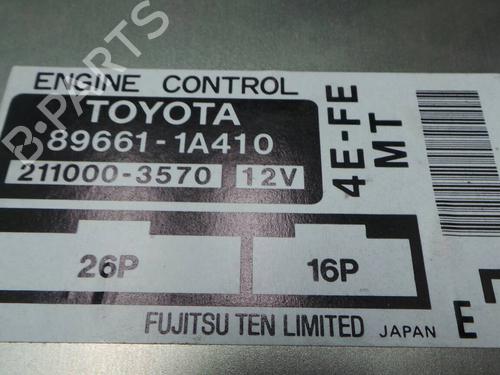 B-PARTS
ENGINE CONTROL
TOYOTA
89661-1A410
211000-3570 12V
4E-FE
MT
26P 16P
FUJITSU TEN LIMITED JAPAN
E